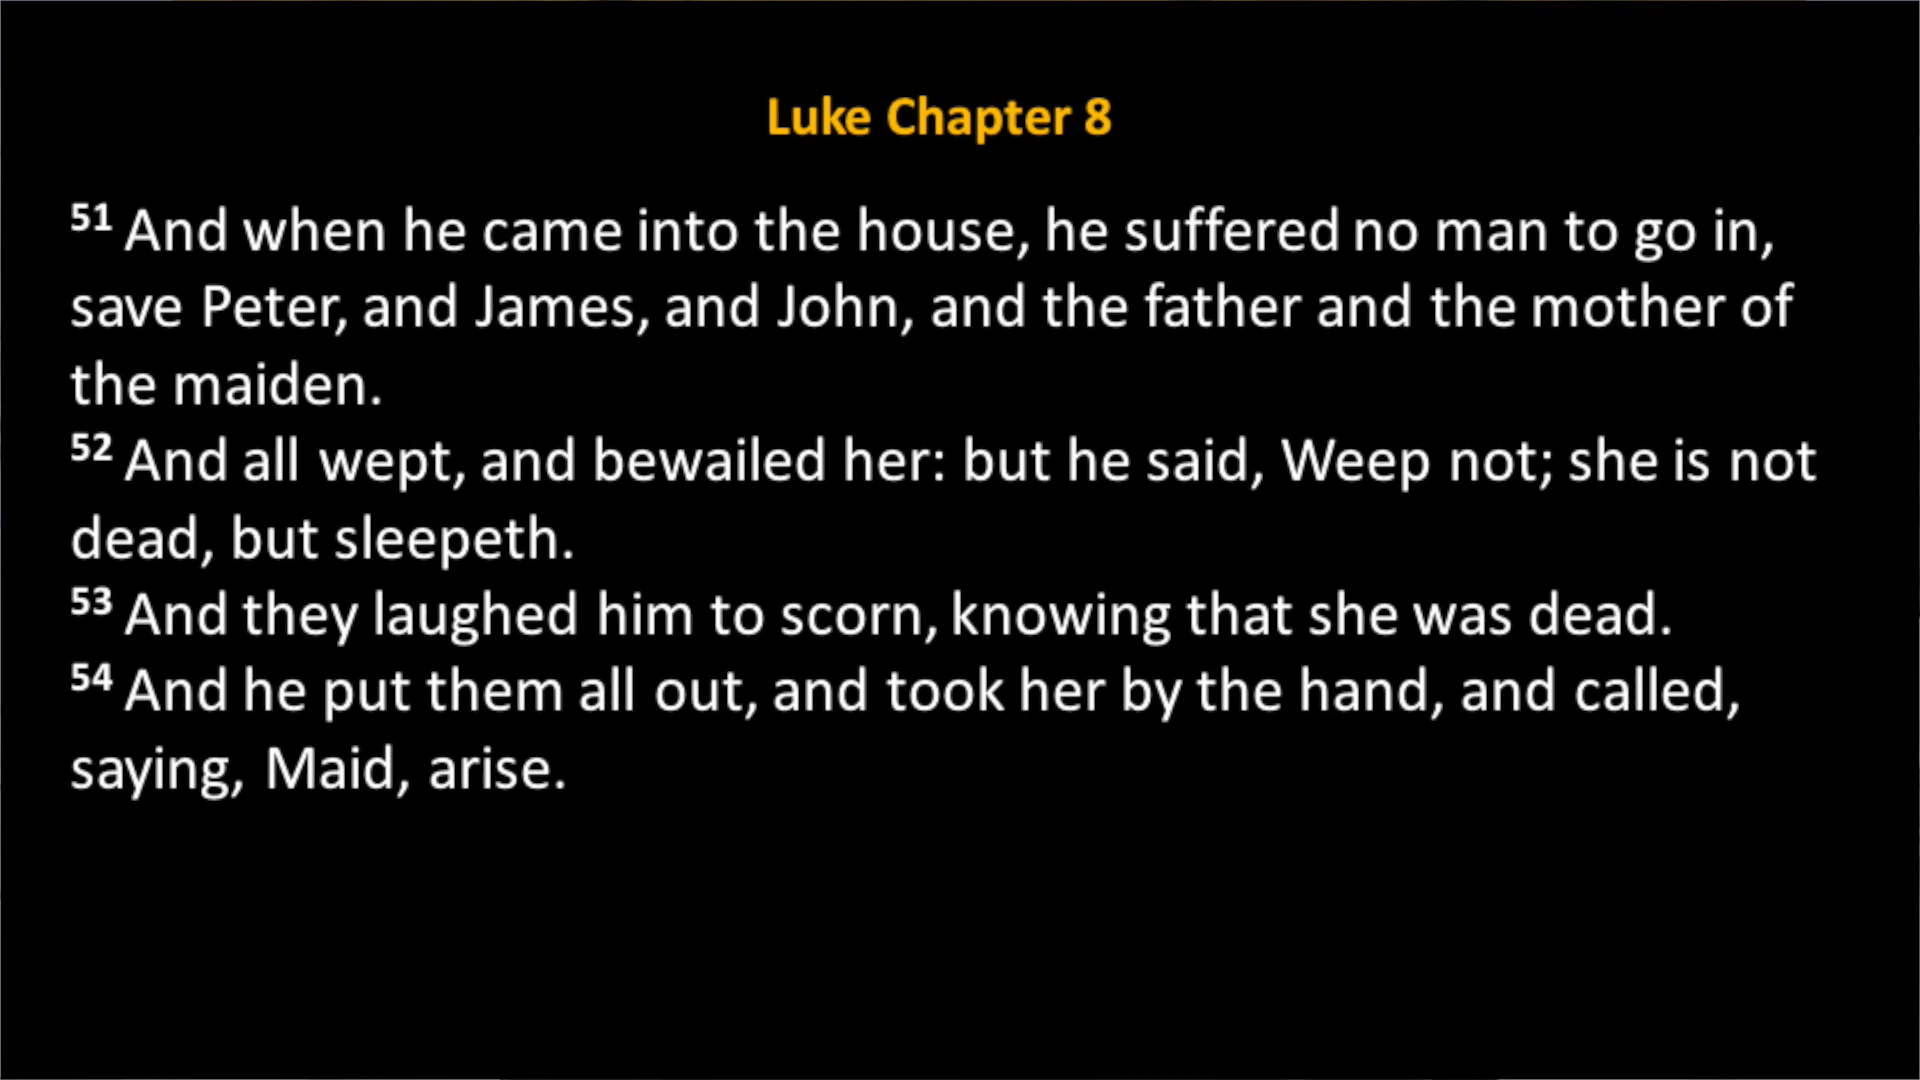 Luke Chapter 8
51 And when he came into the house, he suffered no man to go in,
save Peter, and James, and John, and the father and the mother of
the maiden.
52 And all wept, and bewailed her: but he said, Weep not; she is not
dead, but sleepeth.
53 And they laughed him to scorn, knowing that she was dead.
54 And he put them all out, and took her by the hand, and called,
saying, Maid, arise.